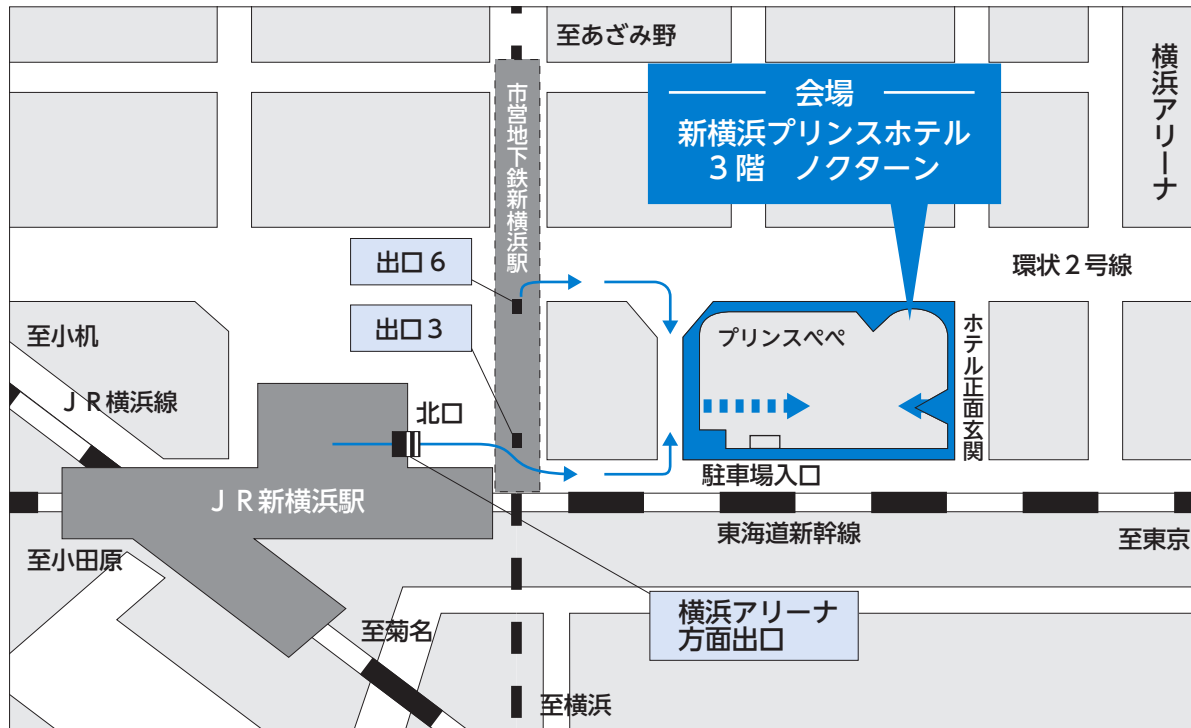 至あざみ野
横浜アリーナ
市営地下鉄新横浜駅
会場
新横浜プリンスホテル
3階　ノクターン
出口6
環状2号線
出口3
至小机
プリンスペペ
ホテル正面玄関
JR横浜線
北口
駐車場入口
JR新横浜駅
東海道新幹線
至東京
至小田原
横浜アリーナ
方面出口
至菊名
至横浜